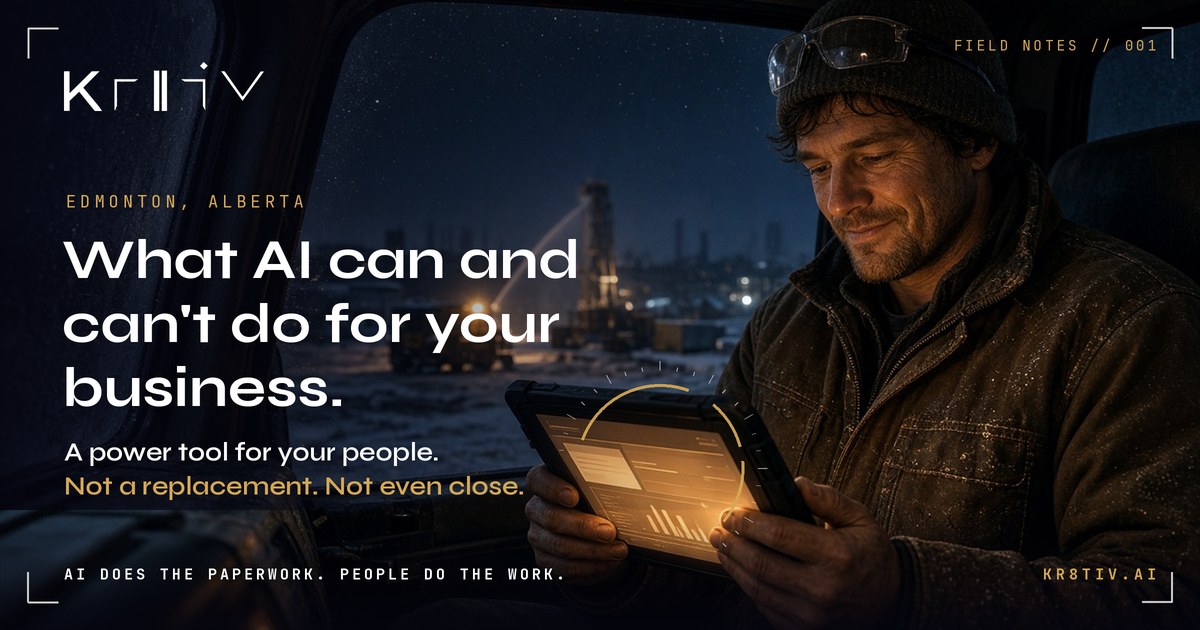 Kr8tiv
FIELD NOTES // 001
EDMONTON, ALBERTA
What AI can and
can't do for your
business.
A power tool for your people.
Not a replacement. Not even close.
AI DOES THE PAPERWORK. PEOPLE DO THE WORK.
KR8TIV.AI